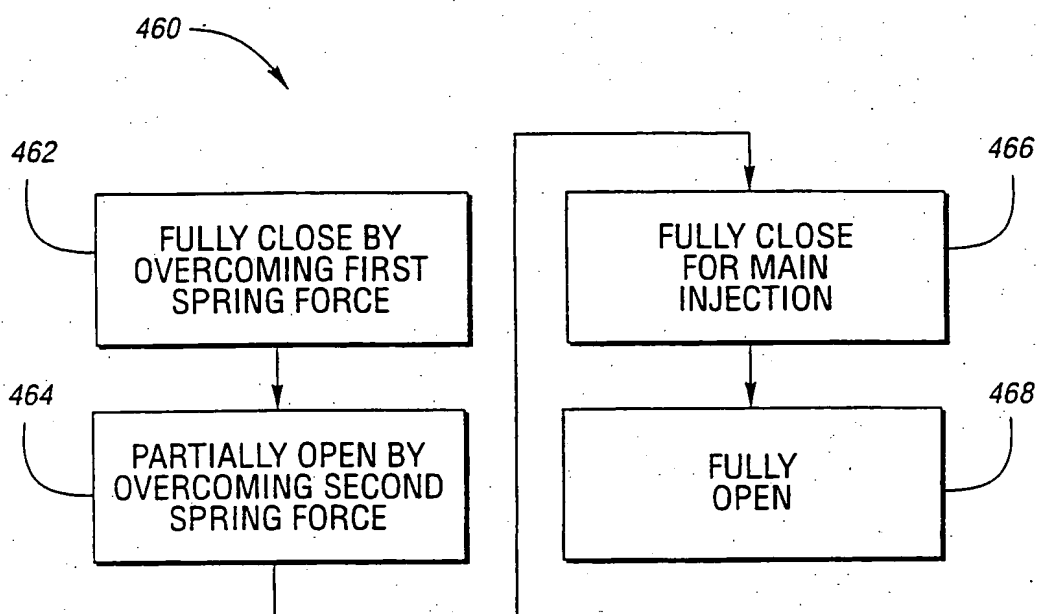 460
462
FULLY CLOSE BY
OVERCOMING FIRST
SPRING FORCE
464
PARTIALLY OPEN BY
OVERCOMING SECOND
SPRING FORCE
466
FULLY CLOSE
FOR MAIN
INJECTION
468
FULLY
OPEN